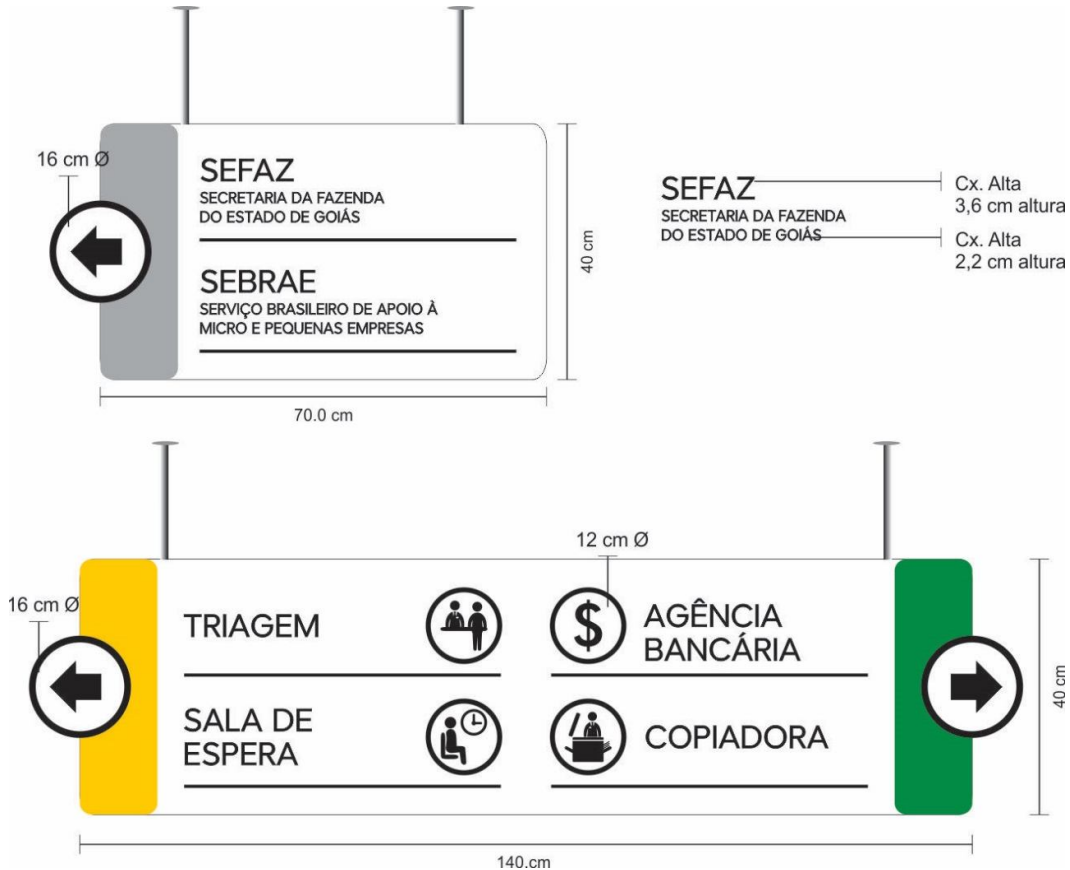 16 cm Ø
SEFAZ
SECRETARIA DA FAZENDA
DO ESTADO DE GOIÁS
SEBRAE
SERVIÇO BRASILEIRO DE APOIO À
MICRO E PEQUENAS EMPRESAS
40 cm
70.0 cm
SEFAZ
SECRETARIA DA FAZENDA
DO ESTADO DE GOIÁS
Cx. Alta
3,6 cm altura
Cx. Alta
2,2 cm altura
12 cm Ø
16 cm Ø
TRIAGEM
SALA DE
ESPERA
$
AGÊNCIA
BANCÁRIA
COPIADORA
40 cm
140.cm